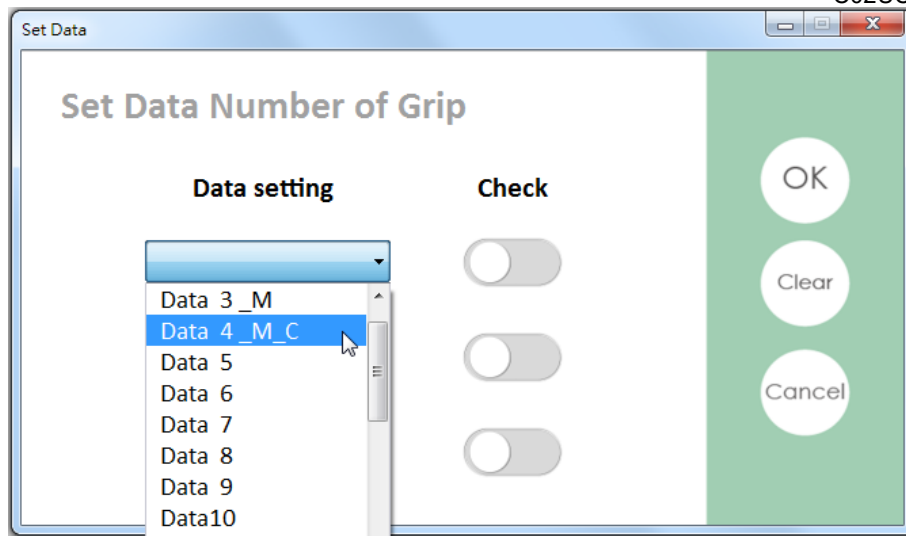 Set Data
Set Data Number of Grip
Data setting
Check
Data 3 _M
Data 4 _M_C
Data 5
Data 6
Data 7
Data 8
Data 9
Data10
OK
Clear
Cancel